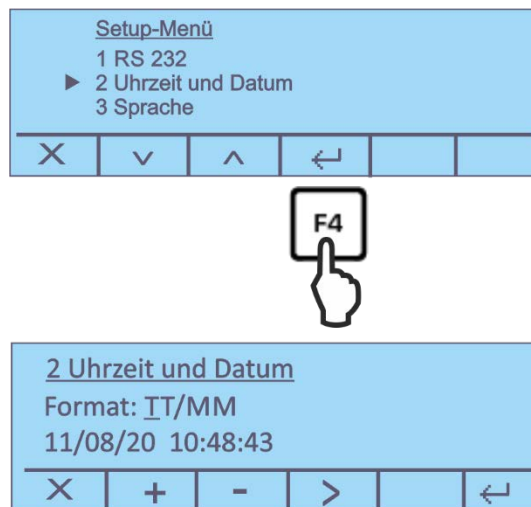 Setup-Menü
1 RS 232
▶ 2 Uhrzeit und Datum
3 Sprache
X ˅ ˄ ↵
F4
2 Uhrzeit und Datum
Format: TT/MM
11/08/20 10:48:43
X + - > ↵